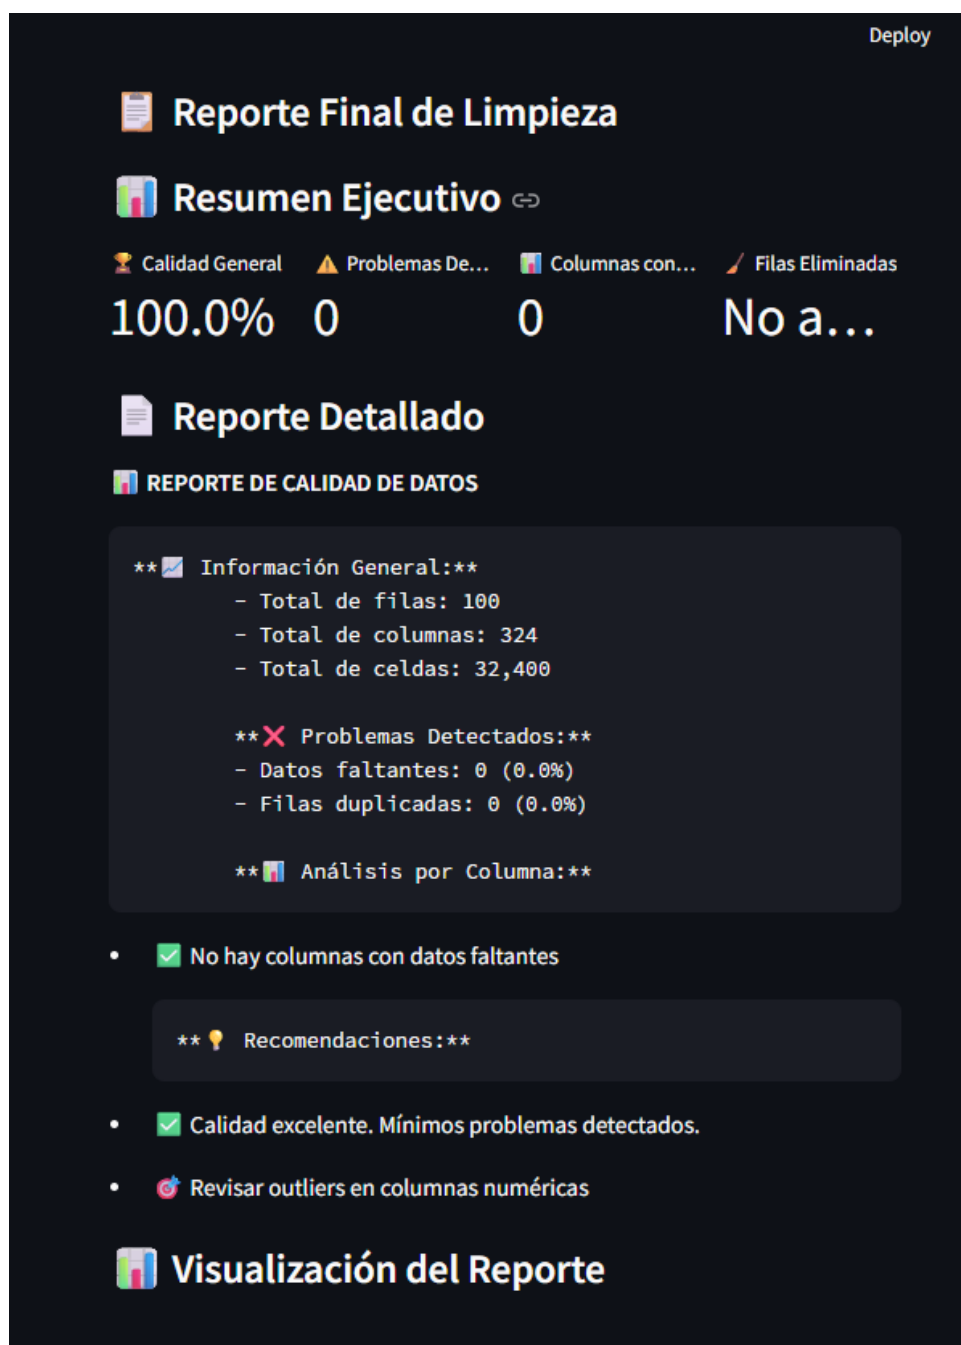 Deploy
📋 Reporte Final de Limpieza
📊 Resumen Ejecutivo
🏆 Calidad General ⚠️ Problemas De... 📊 Columnas con... 🧹 Filas Eliminadas
100.0% 0 0 No a...
📄 Reporte Detallado
📊 REPORTE DE CALIDAD DE DATOS
**📈 Información General:**
- Total de filas: 100
- Total de columnas: 324
- Total de celdas: 32,400
**❌ Problemas Detectados:**
- Datos faltantes: 0 (0.0%)
- Filas duplicadas: 0 (0.0%)
**📊 Análisis por Columna:**
• ✅ No hay columnas con datos faltantes
**💡 Recomendaciones:**
• ✅ Calidad excelente. Mínimos problemas detectados.
• 🎯 Revisar outliers en columnas numéricas
📊 Visualización del Reporte